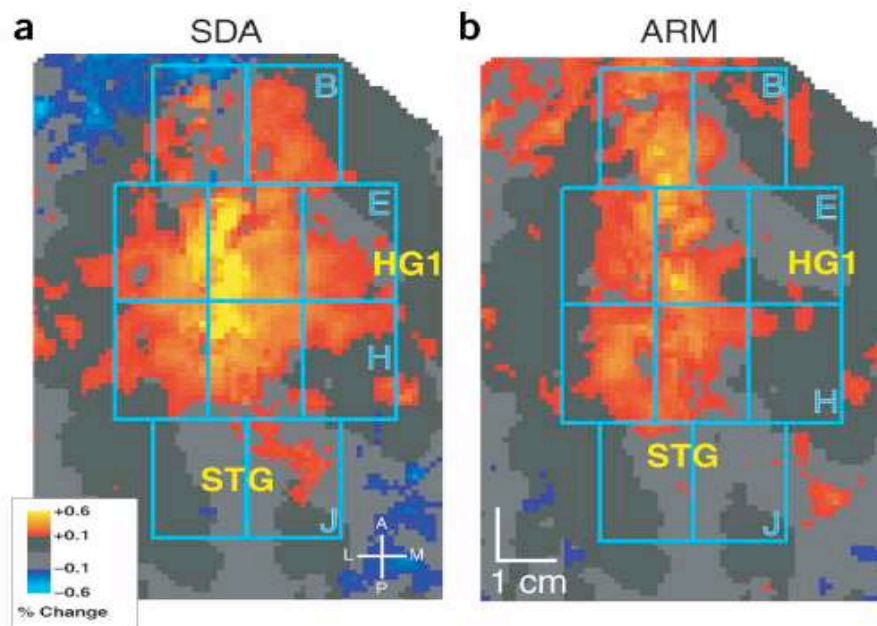 a
SDA
B
E
HG1
H
STG
J
+0.6
+0.1
−0.1
−0.6
% Change
A
L
M
P
b
ARM
B
E
HG1
H
STG
J
1 cm